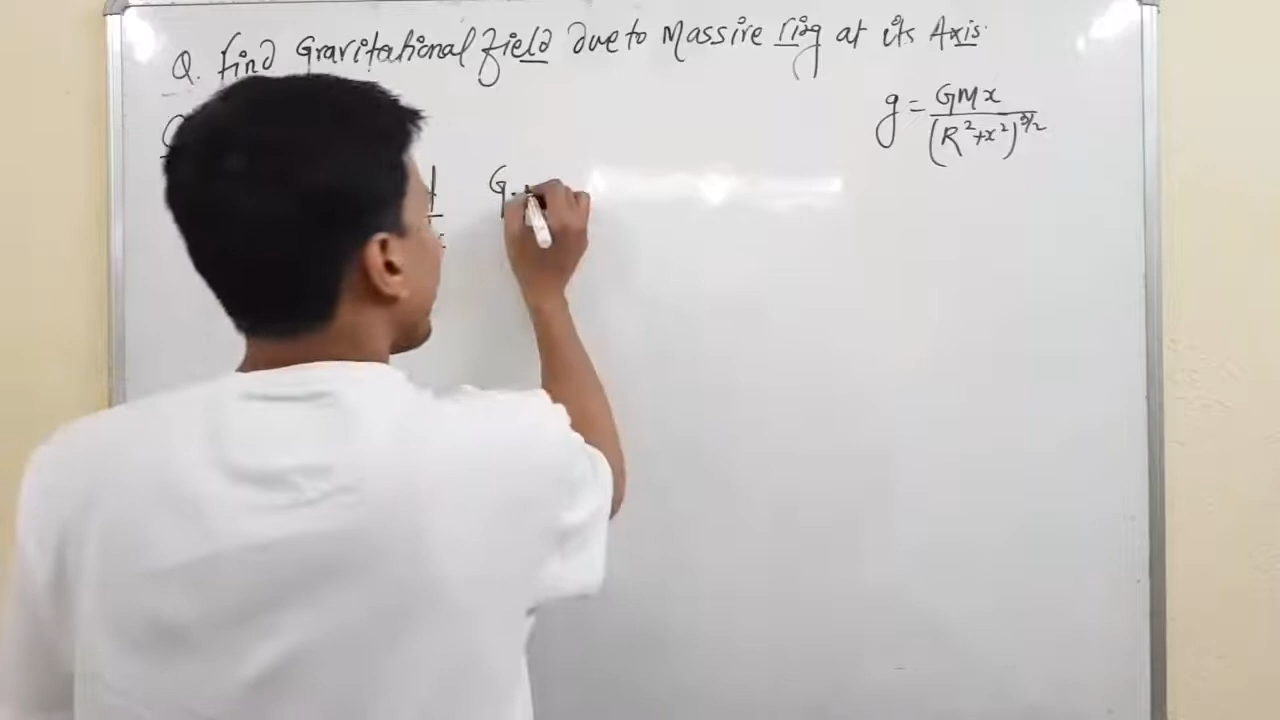 Q. find Gravitational field due to Massive ring at its Axis.
g = GMx / (R²+x²)^3/2
G